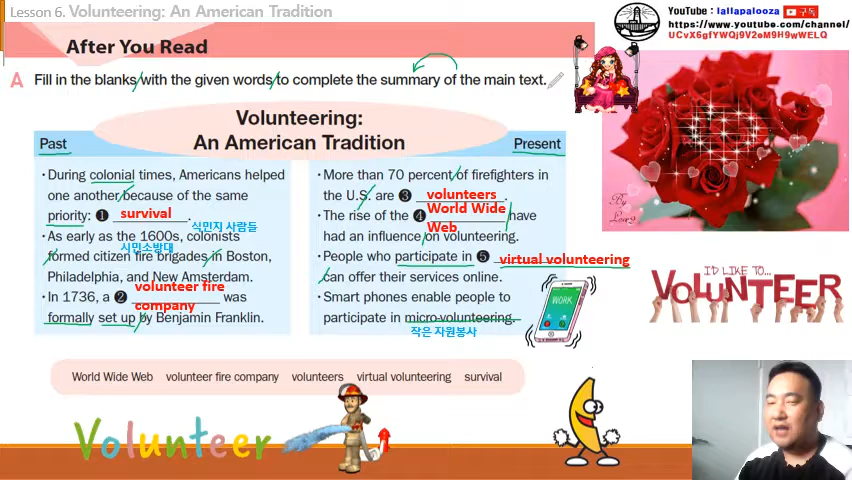 Lesson 6. Volunteering: An American Tradition
YouTube : lallapalooza 구독
https://www.youtube.com/channel/
UCvX6gfYWQj9V2eM9H9wWELQ
After You Read
A Fill in the blanks with the given words to complete the summary of the main text.
Volunteering:
An American Tradition
Past
Present
· During colonial times, Americans helped
one another because of the same
priority: ❶ survival.
식민지 사람들
· As early as the 1600s, colonists
시민소방대
formed citizen fire brigades in Boston,
Philadelphia, and New Amsterdam.
· In 1736, a ❷ volunteer fire company was
formally set up by Benjamin Franklin.
· More than 70 percent of firefighters in
the U.S. are ❸ volunteers.
· The rise of the ❹ World Wide Web have
had an influence on volunteering.
· People who participate in ❺ virtual volunteering
can offer their services online.
· Smart phones enable people to
participate in micro-volunteering.
작은 자원봉사
WORK
I'D LIKE TO...
VOLUNTEER
World Wide Web volunteer fire company volunteers virtual volunteering survival
Volunteer